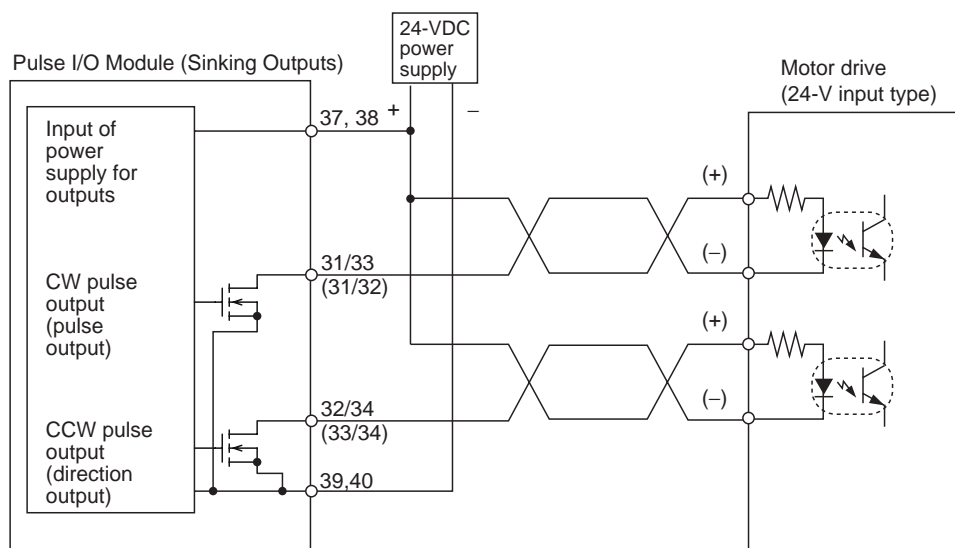 24-VDC
power
supply
Pulse I/O Module (Sinking Outputs)
Motor drive
(24-V input type)
+
−
37, 38
Input of
power
supply for
outputs
(+)
31/33
(31/32)
(−)
CW pulse
output
(pulse
output)
(+)
32/34
(33/34)
(−)
CCW pulse
output
(direction
output)
39,40